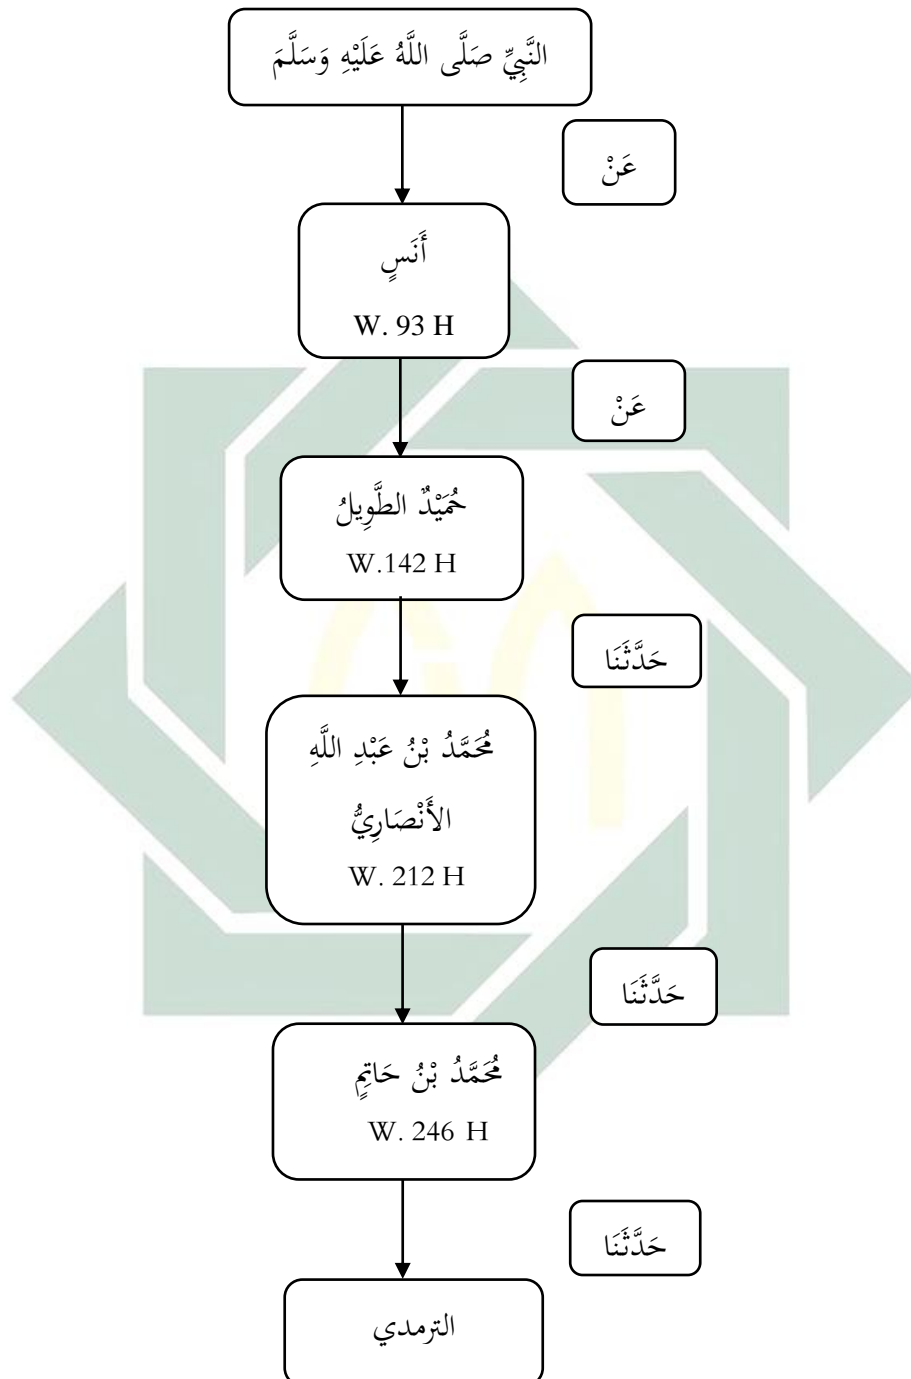 النَّبِيِّ صَلَّى اللَّهُ عَلَيْهِ وَسَلَّمَ
عَنْ
أَنَسٍ
W. 93 H
عَنْ
حُمَيْدٌ الطَّوِيلُ
W.142 H
حَدَّثَنَا
مُحَمَّدُ بْنُ عَبْدِ اللَّهِ
الأَنْصَارِيُّ
W. 212 H
حَدَّثَنَا
مُحَمَّدُ بْنُ حَاتِمٍ
W. 246 H
حَدَّثَنَا
الترمدي